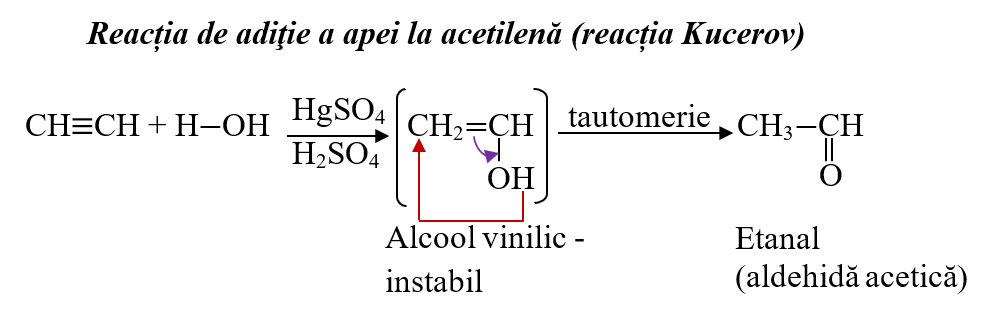 Reacția de adiţie a apei la acetilenă (reacția Kucerov)
CH≡CH + H−OH HgSO₄ CH₂=CH tautomerie CH₃−CH
H₂SO₄
OH O
Alcool vinilic - Etanal
instabil (aldehidă acetică)